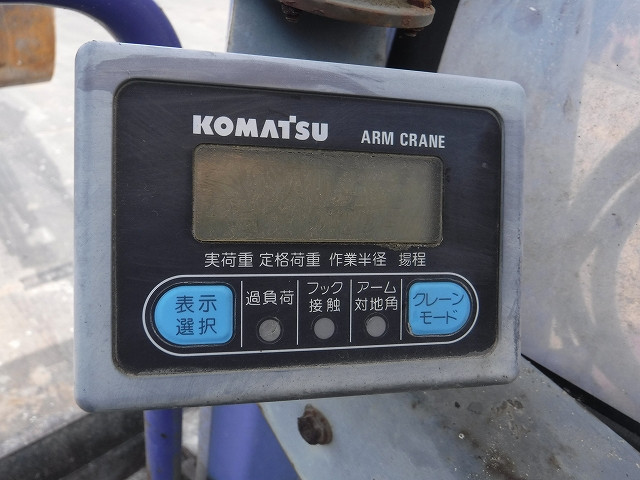 KOMATSU ARM CRANE
実荷重 定格荷重 作業半径 揚程
表示
選択
過負荷
フック
接触
アーム
対地角
クレーン
モード